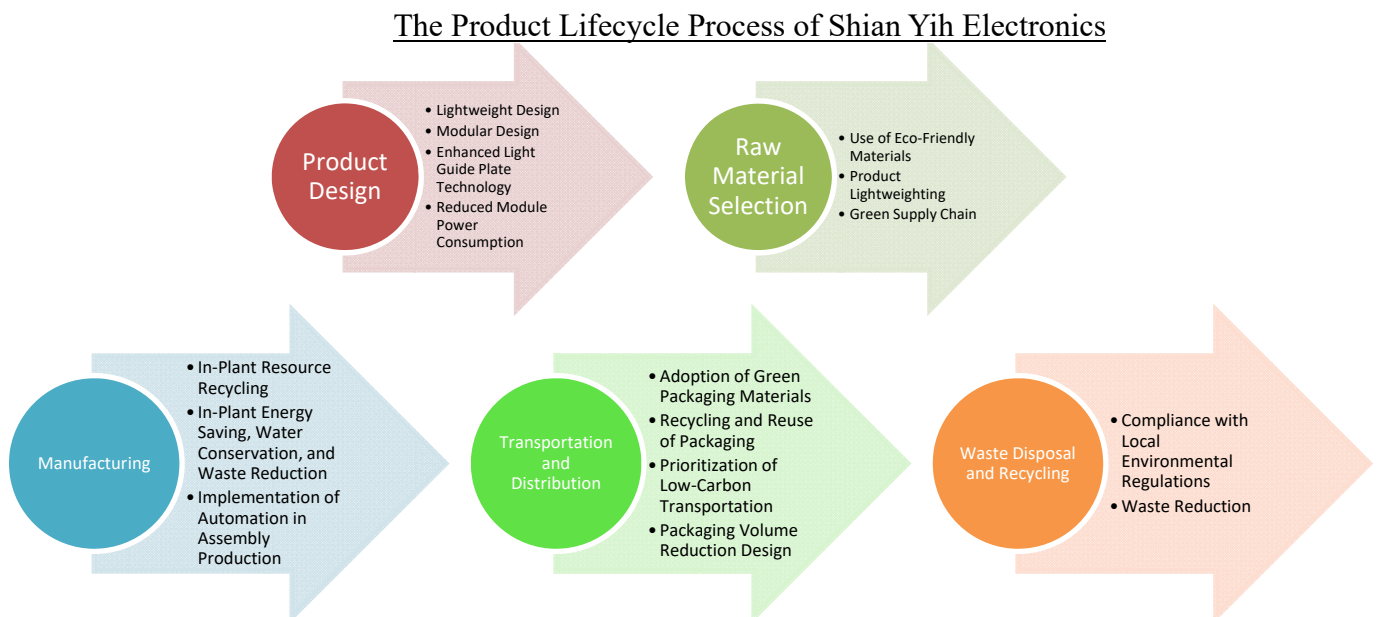 The Product Lifecycle Process of Shian Yih Electronics
Product
Design
• Lightweight Design
• Modular Design
• Enhanced Light
Guide Plate
Technology
• Reduced Module
Power
Consumption
Raw
Material
Selection
• Use of Eco-Friendly
Materials
• Product
Lightweighting
• Green Supply Chain
Manufacturing
• In-Plant Resource
Recycling
• In-Plant Energy
Saving, Water
Conservation, and
Waste Reduction
• Implementation of
Automation in
Assembly
Production
Transportation
and
Distribution
• Adoption of Green
Packaging Materials
• Recycling and Reuse
of Packaging
• Prioritization of
Low-Carbon
Transportation
• Packaging Volume
Reduction Design
Waste Disposal
and Recycling
• Compliance with
Local
Environmental
Regulations
• Waste Reduction